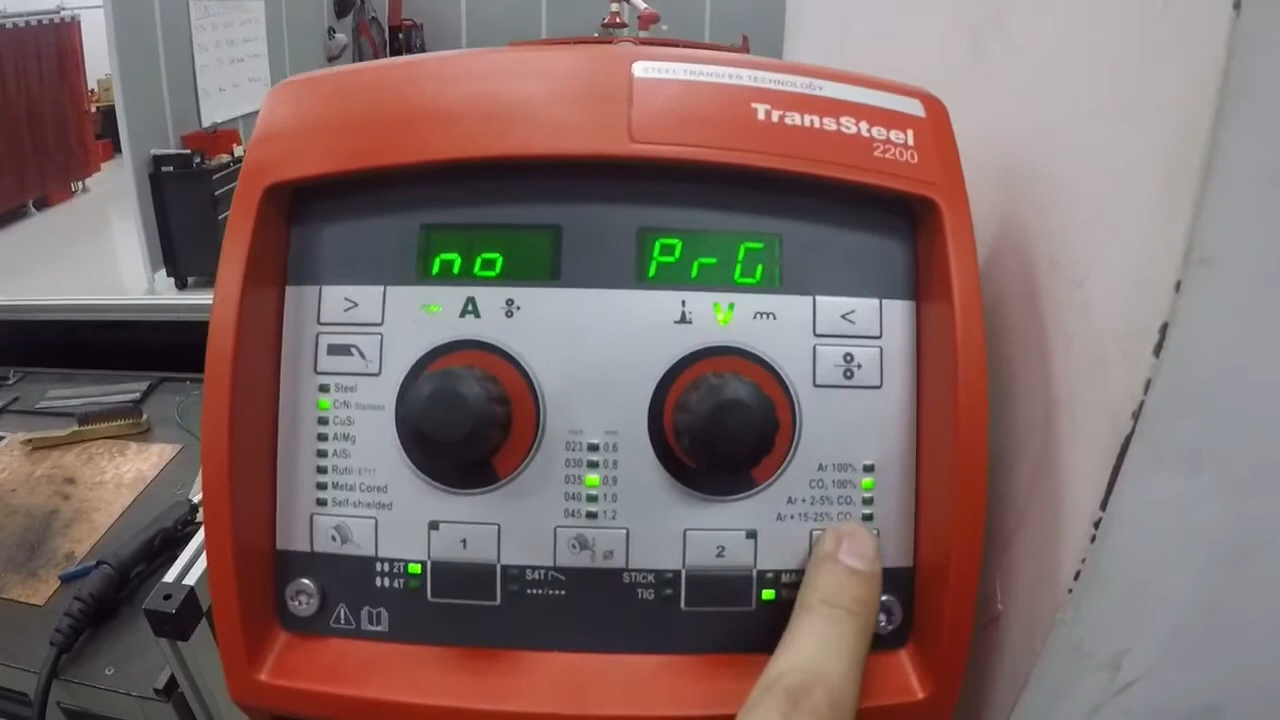 STEEL TRANSFER TECHNOLOGY
TransSteel
2200
no
PrG
>
A
V
<
Steel
CrNi Stainless
CuSi
AlMg
AlSi
Rutil E71T
Metal Cored
Self-shielded
.023 0.6
.030 0.8
.035 0.9
.040 1.0
.045 1.2
Ar 100%
CO₂ 100%
Ar + 2-5% CO₂
Ar + 15-25% CO
1
2
2T
4T
S4T
STICK
TIG
MA